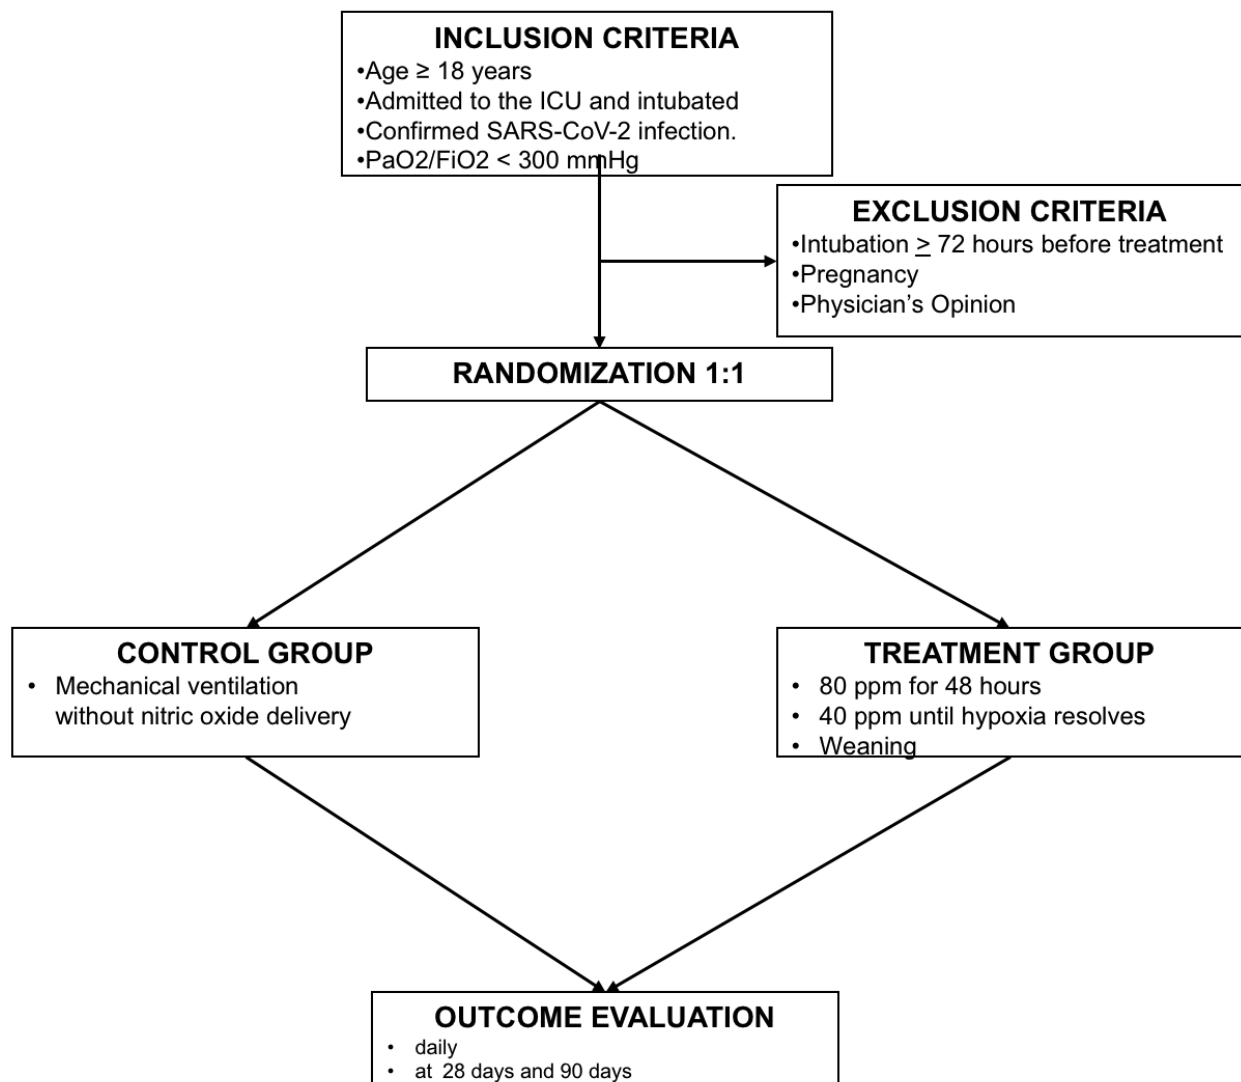 INCLUSION CRITERIA
•Age ≥ 18 years
•Admitted to the ICU and intubated
•Confirmed SARS-CoV-2 infection.
•PaO2/FiO2 < 300 mmHg
EXCLUSION CRITERIA
•Intubation ≥ 72 hours before treatment
•Pregnancy
•Physician’s Opinion
RANDOMIZATION 1:1
CONTROL GROUP
• Mechanical ventilation
without nitric oxide delivery
TREATMENT GROUP
• 80 ppm for 48 hours
• 40 ppm until hypoxia resolves
• Weaning
OUTCOME EVALUATION
• daily
• at 28 days and 90 days